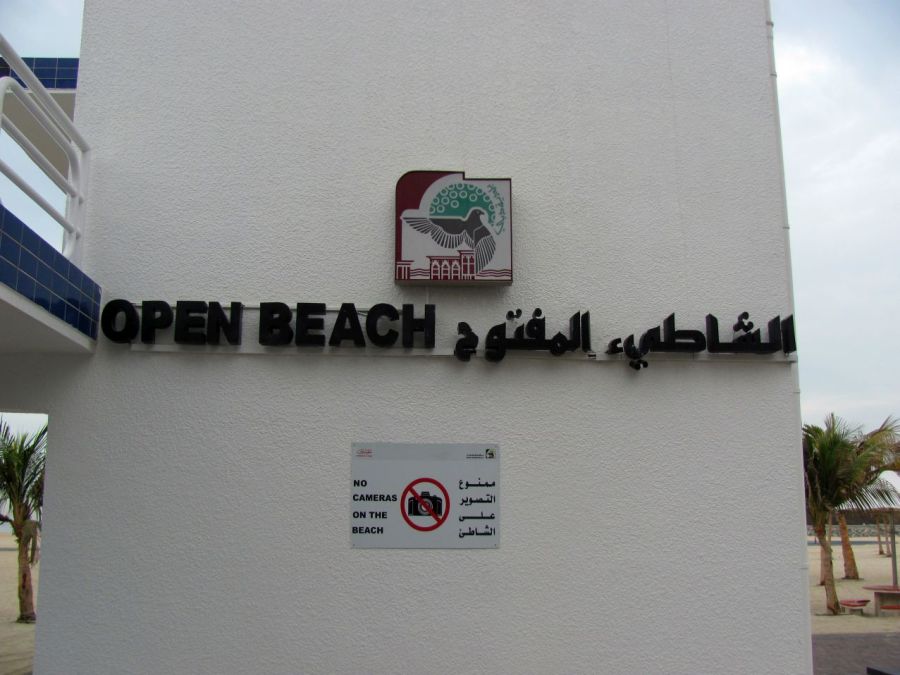 OPEN BEACH الشاطيء المفتوح
NO
CAMERAS
ON THE
BEACH
ممنوع
التصوير
على
الشاطئ